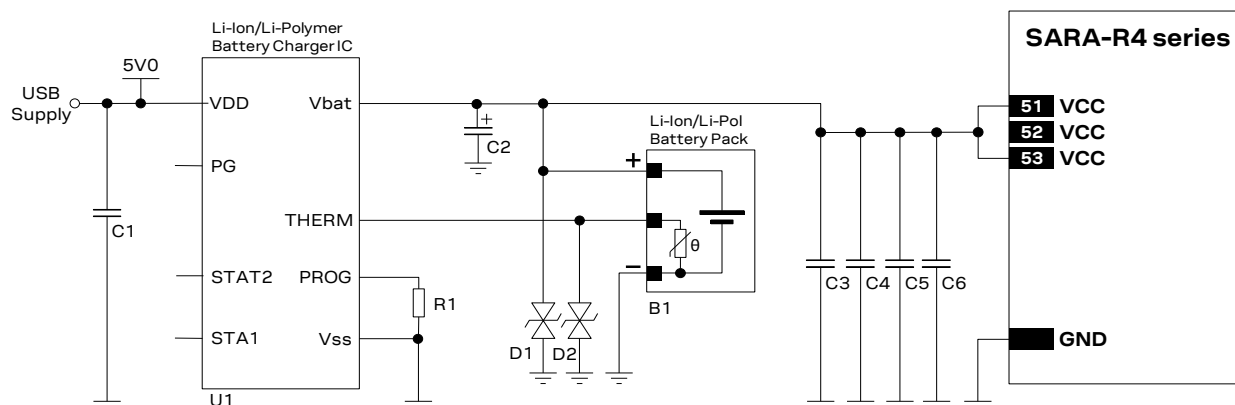 Li-Ion/Li-Polymer
Battery Charger IC
SARA-R4 series
5V0
USB
Supply
VDD
Vbat
51 VCC
52 VCC
53 VCC
Li-Ion/Li-Pol
Battery Pack
+
C2
+
PG
THERM
θ
C1
STAT2
PROG
R1
–
B1
C3
C4
C5
C6
STA1
Vss
D1
D2
GND
U1